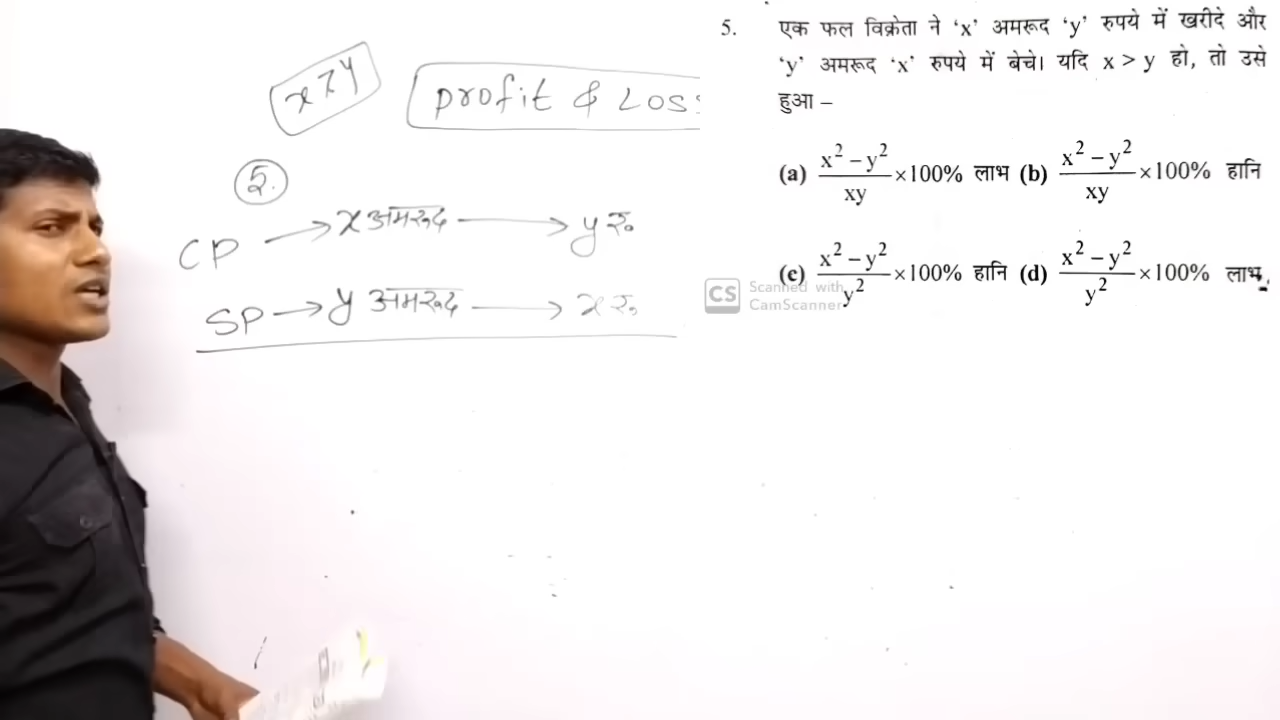 x>y
Profit & Loss
5.
CP → x अमरूद → y रु.
SP → y अमरूद → x रु.
5. एक फल विक्रेता ने ‘x’ अमरूद ‘y’ रुपये में खरीदे और
‘y’ अमरूद ‘x’ रुपये में बेचे। यदि x > y हो, तो उसे
हुआ –
(a) (x² – y²)/xy ×100% लाभ (b) (x² – y²)/xy ×100% हानि
(c) (x² – y²)/y² ×100% हानि (d) (x² – y²)/y² ×100% लाभ
CS Scanned with
CamScanner